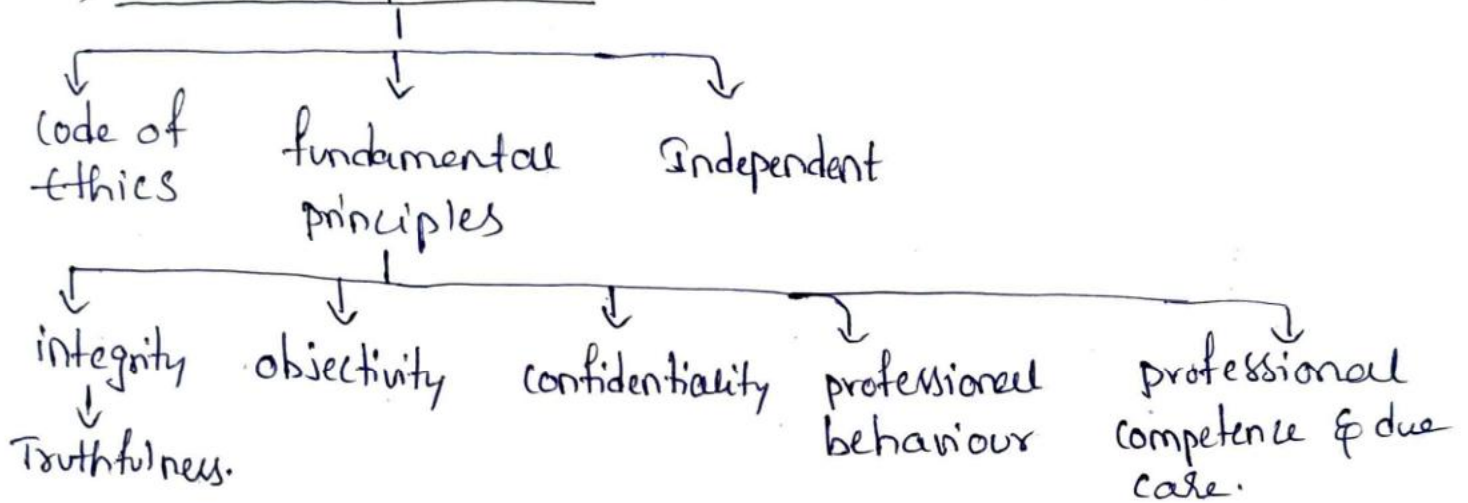 Code of
Ethics
fundamental
principles
Independent
integrity
Truthfulness.
objectivity
confidentiality
professional
behaviour
professional
competence & due
care.